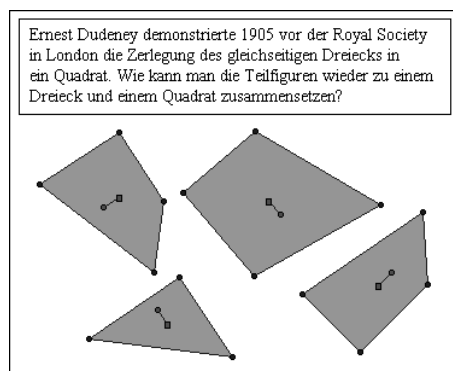 Ernest Dudeney demonstrierte 1905 vor der Royal Society
in London die Zerlegung des gleichseitigen Dreiecks in
ein Quadrat. Wie kann man die Teilfiguren wieder zu einem
Dreieck und einem Quadrat zusammensetzen?